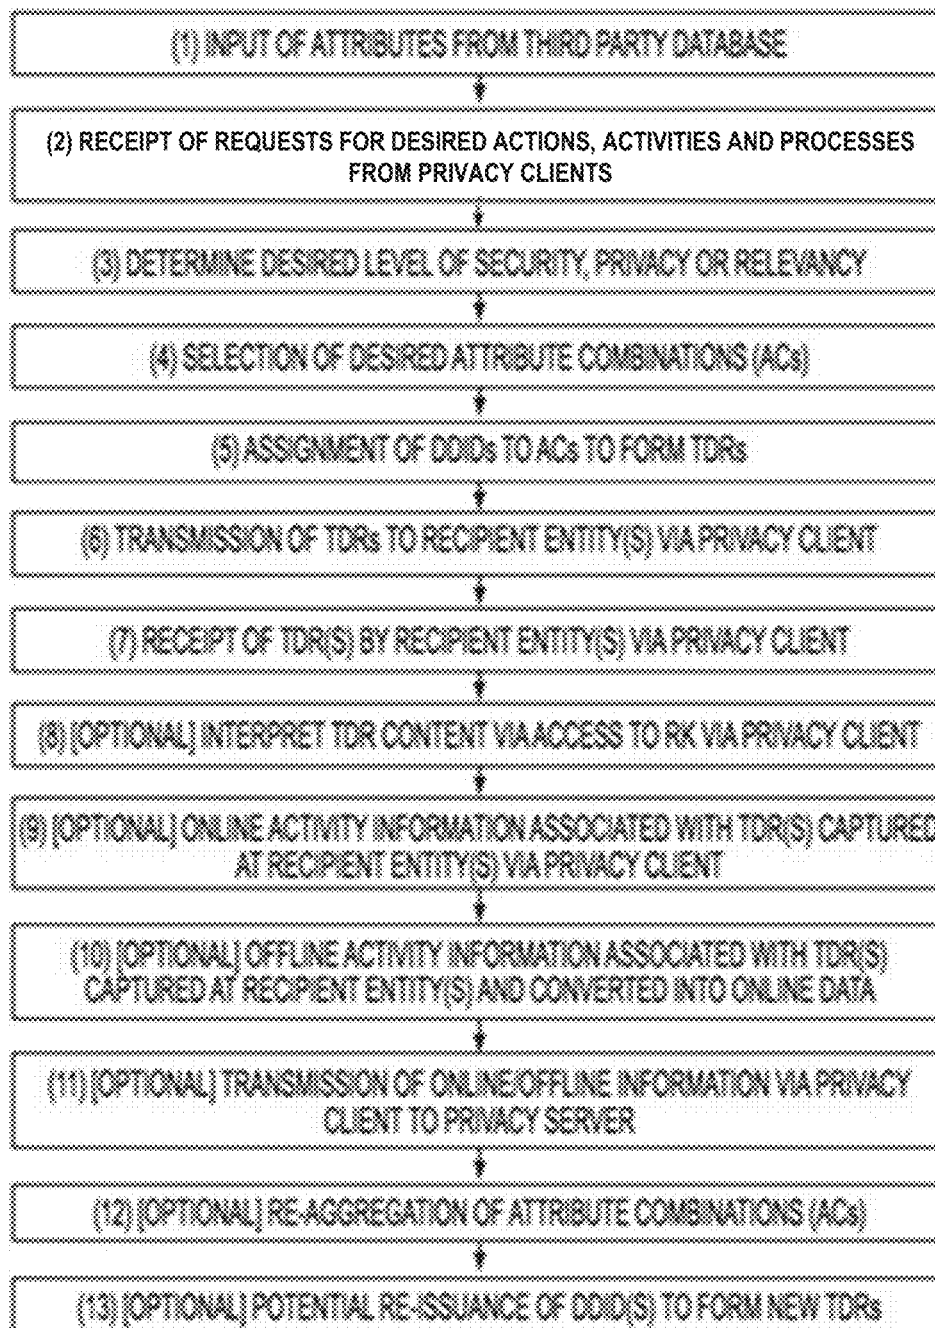 (1) INPUT OF ATTRIBUTES FROM THIRD PARTY DATABASE
(2) RECEIPT OF REQUESTS FOR DESIRED ACTIONS, ACTIVITIES AND PROCESSES
FROM PRIVACY CLIENTS
(3) DETERMINE DESIRED LEVEL OF SECURITY, PRIVACY OR RELEVANCY
(4) SELECTION OF DESIRED ATTRIBUTE COMBINATIONS (ACs)
(5) ASSIGNMENT OF DDIDs TO ACs TO FORM TDRs
(6) TRANSMISSION OF TDRs TO RECIPIENT ENTITY(S) VIA PRIVACY CLIENT
(7) RECEIPT OF TDR(S) BY RECIPIENT ENTITY(S) VIA PRIVACY CLIENT
(8) [OPTIONAL] INTERPRET TDR CONTENT VIA ACCESS TO RK VIA PRIVACY CLIENT
(9) [OPTIONAL] ONLINE ACTIVITY INFORMATION ASSOCIATED WITH TDR(S) CAPTURED
AT RECIPIENT ENTITY(S) VIA PRIVACY CLIENT
(10) [OPTIONAL] OFFLINE ACTIVITY INFORMATION ASSOCIATED WITH TDR(S)
CAPTURED AT RECIPIENT ENTITY(S) AND CONVERTED INTO ONLINE DATA
(11) [OPTIONAL] TRANSMISSION OF ONLINE/OFFLINE INFORMATION VIA PRIVACY
CLIENT TO PRIVACY SERVER
(12) [OPTIONAL] RE-AGGREGATION OF ATTRIBUTE COMBINATIONS (ACs)
(13) [OPTIONAL] POTENTIAL RE-ISSUANCE OF DDID(S) TO FORM NEW TDRs